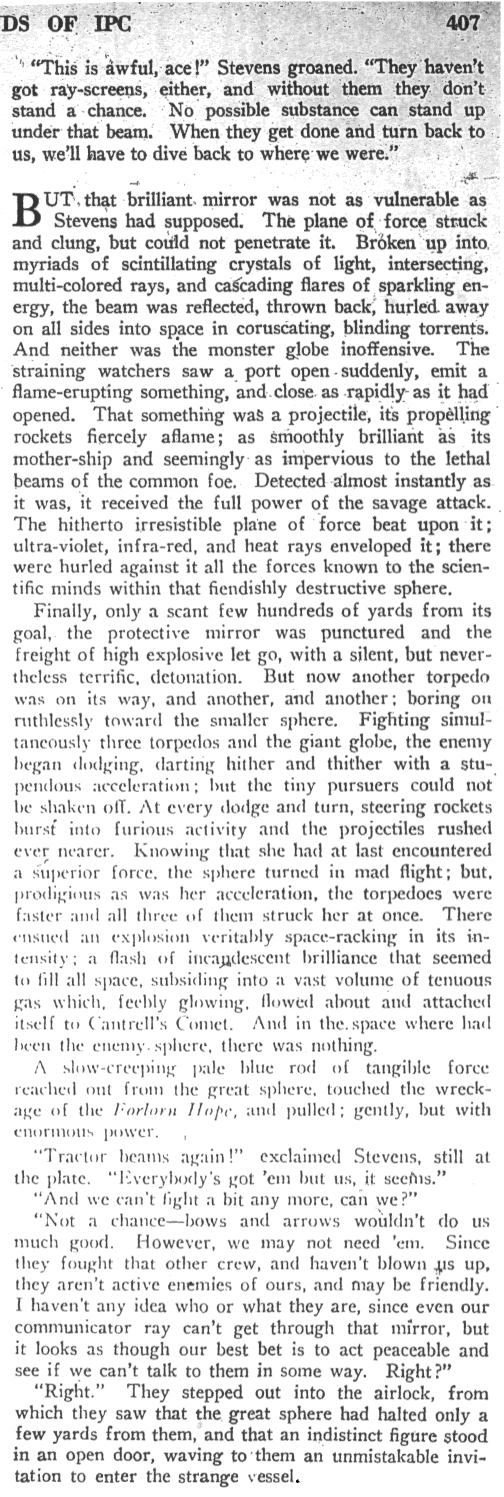 DS OF IPC 407
"This is awful, ace!" Stevens groaned. "They haven't
got ray-screens, either, and without them they don't
stand a chance. No possible substance can stand up
under that beam. When they get done and turn back to
us, we'll have to dive back to where we were."
BUT that brilliant mirror was not as vulnerable as
Stevens had supposed. The plane of force struck
and clung, but could not penetrate it. Broken up into
myriads of scintillating crystals of light, intersecting,
multi-colored rays, and cascading flares of sparkling en-
ergy, the beam was reflected, thrown back, hurled away
on all sides into space in coruscating, blinding torrents.
And neither was the monster globe inoffensive. The
straining watchers saw a port open suddenly, emit a
flame-erupting something, and close as rapidly as it had
opened. That something was a projectile, its propelling
rockets fiercely aflame; as smoothly brilliant as its
mother-ship and seemingly as impervious to the lethal
beams of the common foe. Detected almost instantly as
it was, it received the full power of the savage attack.
The hitherto irresistible plane of force beat upon it;
ultra-violet, infra-red, and heat rays enveloped it; there
were hurled against it all the forces known to the scien-
tific minds within that fiendishly destructive sphere.
Finally, only a scant few hundreds of yards from its
goal, the protective mirror was punctured and the
freight of high explosive let go, with a silent, but never-
theless terrific, detonation. But now another torpedo
was on its way, and another, and another; boring on
ruthlessly toward the smaller sphere. Fighting simul-
taneously three torpedos and the giant globe, the enemy
began dodging, darting hither and thither with a stu-
pendous acceleration; but the tiny pursuers could not
be shaken off. At every dodge and turn, steering rockets
burst into furious activity and the projectiles rushed
ever nearer. Knowing that she had at last encountered
a superior force, the sphere turned in mad flight; but,
prodigious as was her acceleration, the torpedoes were
faster and all three of them struck her at once. There
ensued an explosion veritably space-racking in its in-
tensity; a flash of incandescent brilliance that seemed
to fill all space, subsiding into a vast volume of tenuous
gas which, feebly glowing, flowed about and attached
itself to Cantrell's Comet. And in the space where had
been the enemy sphere, there was nothing.
A slow-creeping pale blue rod of tangible force
reached out from the great sphere, touched the wreck-
age of the Forlorn Hope, and pulled; gently, but with
enormous power.
"Tractor beams again!" exclaimed Stevens, still at
the plate. "Everybody's got 'em but us, it seems."
"And we can't fight a bit any more, can we?"
"Not a chance—bows and arrows wouldn't do us
much good. However, we may not need 'em. Since
they fought that other crew, and haven't blown us up,
they aren't active enemies of ours, and may be friendly.
I haven't any idea who or what they are, since even our
communicator ray can't get through that mirror, but
it looks as though our best bet is to act peaceable and
see if we can't talk to them in some way. Right?"
"Right." They stepped out into the airlock, from
which they saw that the great sphere had halted only a
few yards from them, and that an indistinct figure stood
in an open door, waving to them an unmistakable invi-
tation to enter the strange vessel.